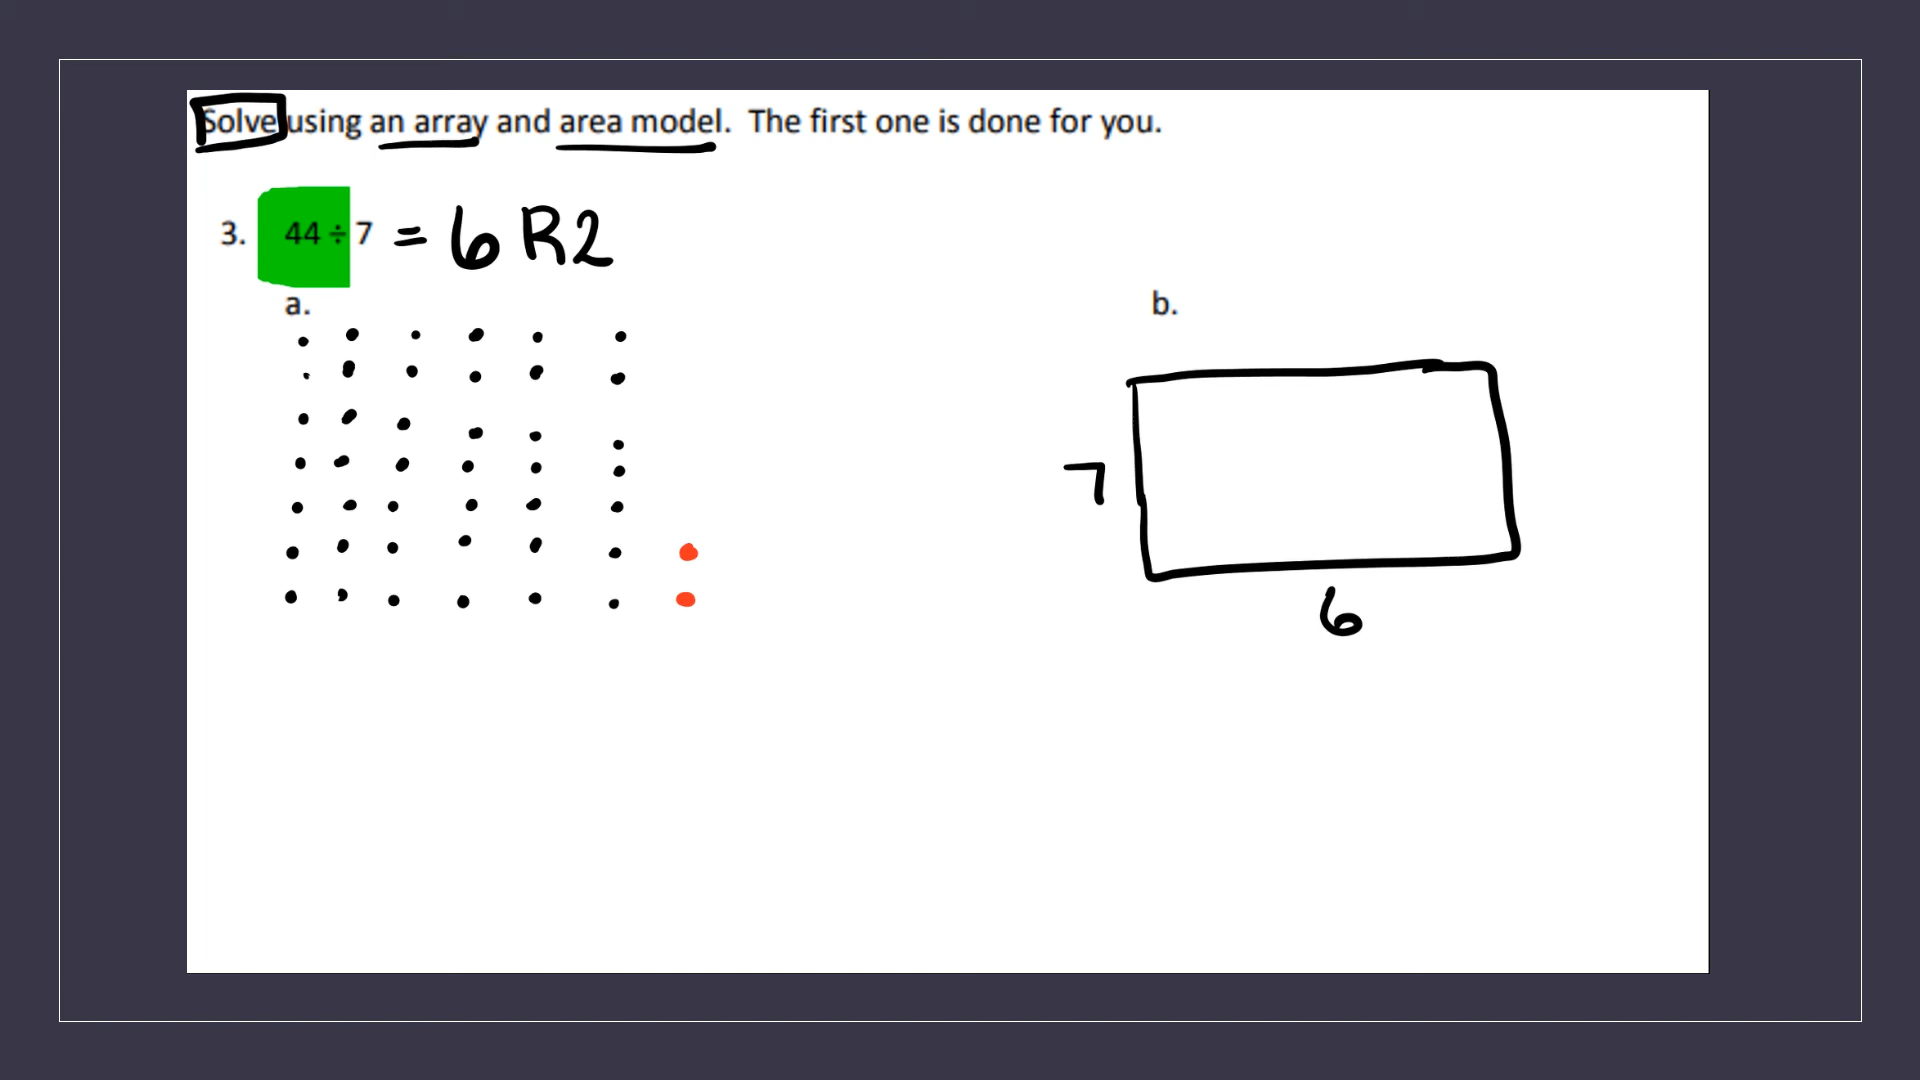 Solve using an array and area model. The first one is done for you.
3. 44 ÷ 7 = 6 R2
a.
b.
7
6